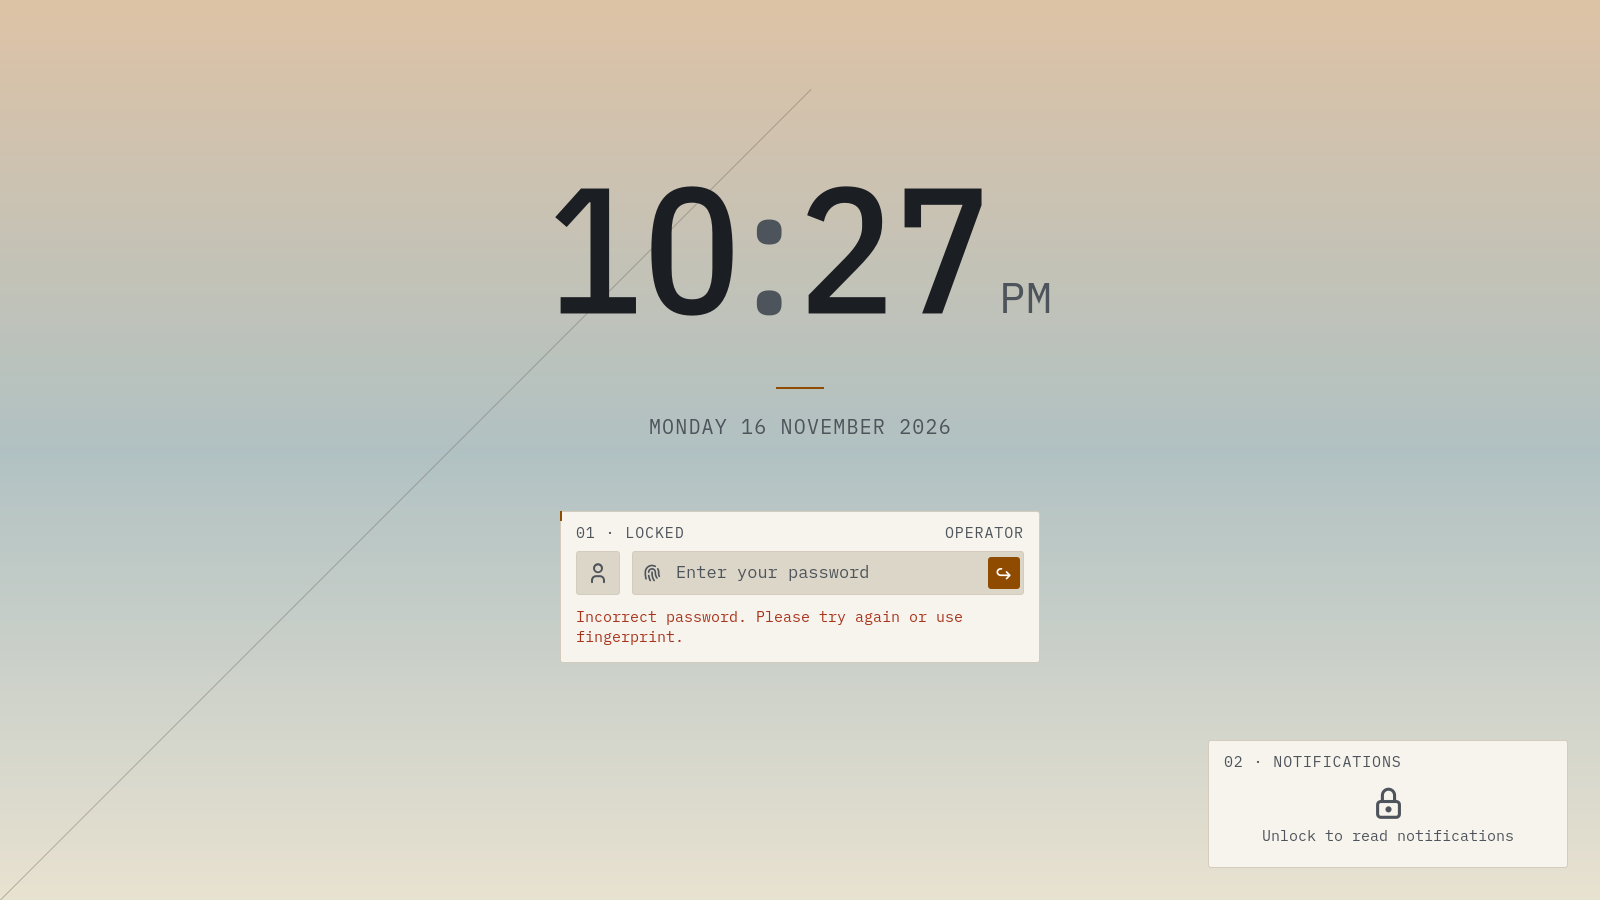 10:27 PM
MONDAY 16 NOVEMBER 2026
01 · LOCKED OPERATOR
Enter your password
Incorrect password. Please try again or use
fingerprint.
02 · NOTIFICATIONS
Unlock to read notifications